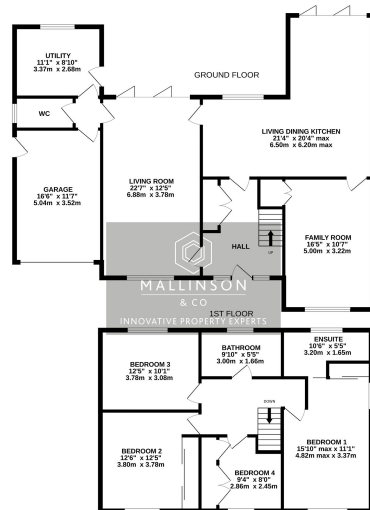 GROUND FLOOR
UTILITY
11'1" x 8'10"
3.37m x 2.68m
WC
GARAGE
16'6" x 11'7"
5.04m x 3.52m
LIVING ROOM
22'7" x 12'5"
6.88m x 3.78m
LIVING DINING KITCHEN
21'4" x 20'4" max
6.50m x 6.20m max
FAMILY ROOM
16'5" x 10'7"
5.00m x 3.22m
HALL
UP
MALLINSON
& CO
INNOVATIVE PROPERTY EXPERTS
1ST FLOOR
BEDROOM 3
12'5" x 10'1"
3.78m x 3.08m
BATHROOM
9'10" x 5'5"
3.00m x 1.66m
ENSUITE
10'6" x 5'5"
3.20m x 1.65m
DOWN
BEDROOM 2
12'6" x 12'5"
3.80m x 3.78m
BEDROOM 4
9'4" x 8'0"
2.86m x 2.45m
BEDROOM 1
15'10" max x 11'1"
4.82m max x 3.37m